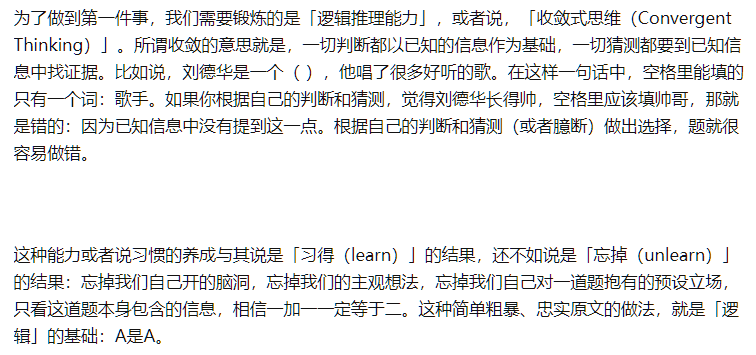 为了做到第一件事，我们需要锻炼的是「逻辑推理能力」，或者说，「收敛式思维（Convergent
Thinking）」。所谓收敛的意思就是，一切判断都以已知的信息作为基础，一切猜测都要到已知信
息中找证据。比如说，刘德华是一个（ ），他唱了很多好听的歌。在这样一句话中，空格里能填的
只有一个词：歌手。如果你根据自己的判断和猜测，觉得刘德华长得帅，空格里应该填帅哥，那就
是错的：因为已知信息中没有提到这一点。根据自己的判断和猜测（或者臆断）做出选择，题就很
容易做错。
这种能力或者说习惯的养成与其说是「习得（learn）」的结果，还不如说是「忘掉（unlearn）」
的结果：忘掉我们自己开的脑洞，忘掉我们的主观想法，忘掉我们自己对一道题抱有的预设立场，
只看这道题本身包含的信息，相信一加一一定等于二。这种简单粗暴、忠实原文的做法，就是「逻
辑」的基础：A是A。